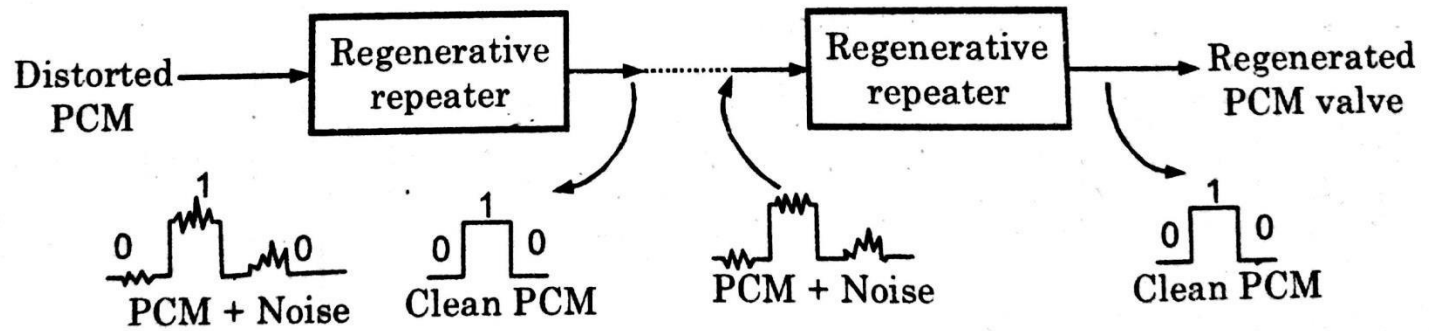 Distorted
PCM
Regenerative
repeater
Regenerative
repeater
Regenerated
PCM valve
0 1 0
PCM + Noise
0 1 0
Clean PCM
PCM + Noise
0 1 0
Clean PCM